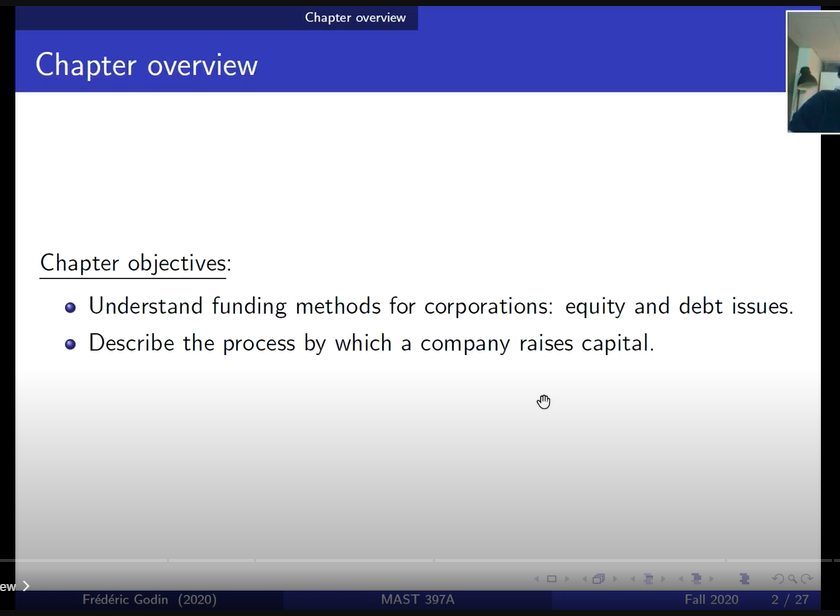 Chapter overview
Chapter overview
Chapter objectives:
Understand funding methods for corporations: equity and debt issues.
Describe the process by which a company raises capital.
ew
Frédéric Godin (2020)
MAST 397A
Fall 2020
2 / 27